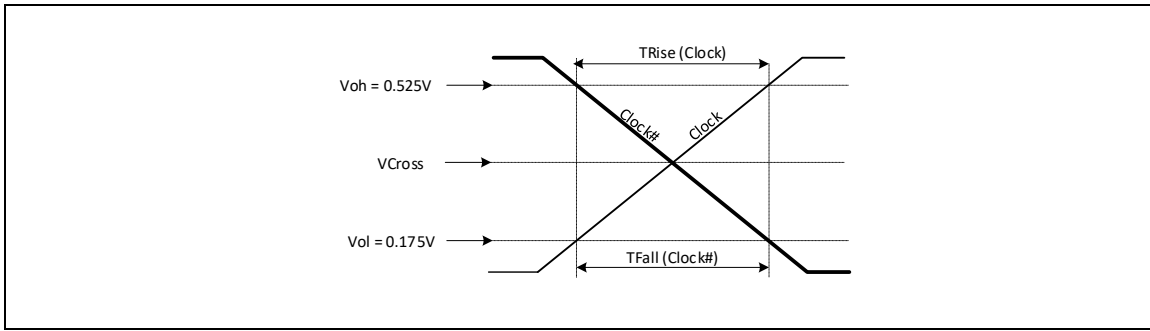 TRise (Clock)
Voh = 0.525V
Clock#
Clock
VCross
Vol = 0.175V
TFall (Clock#)